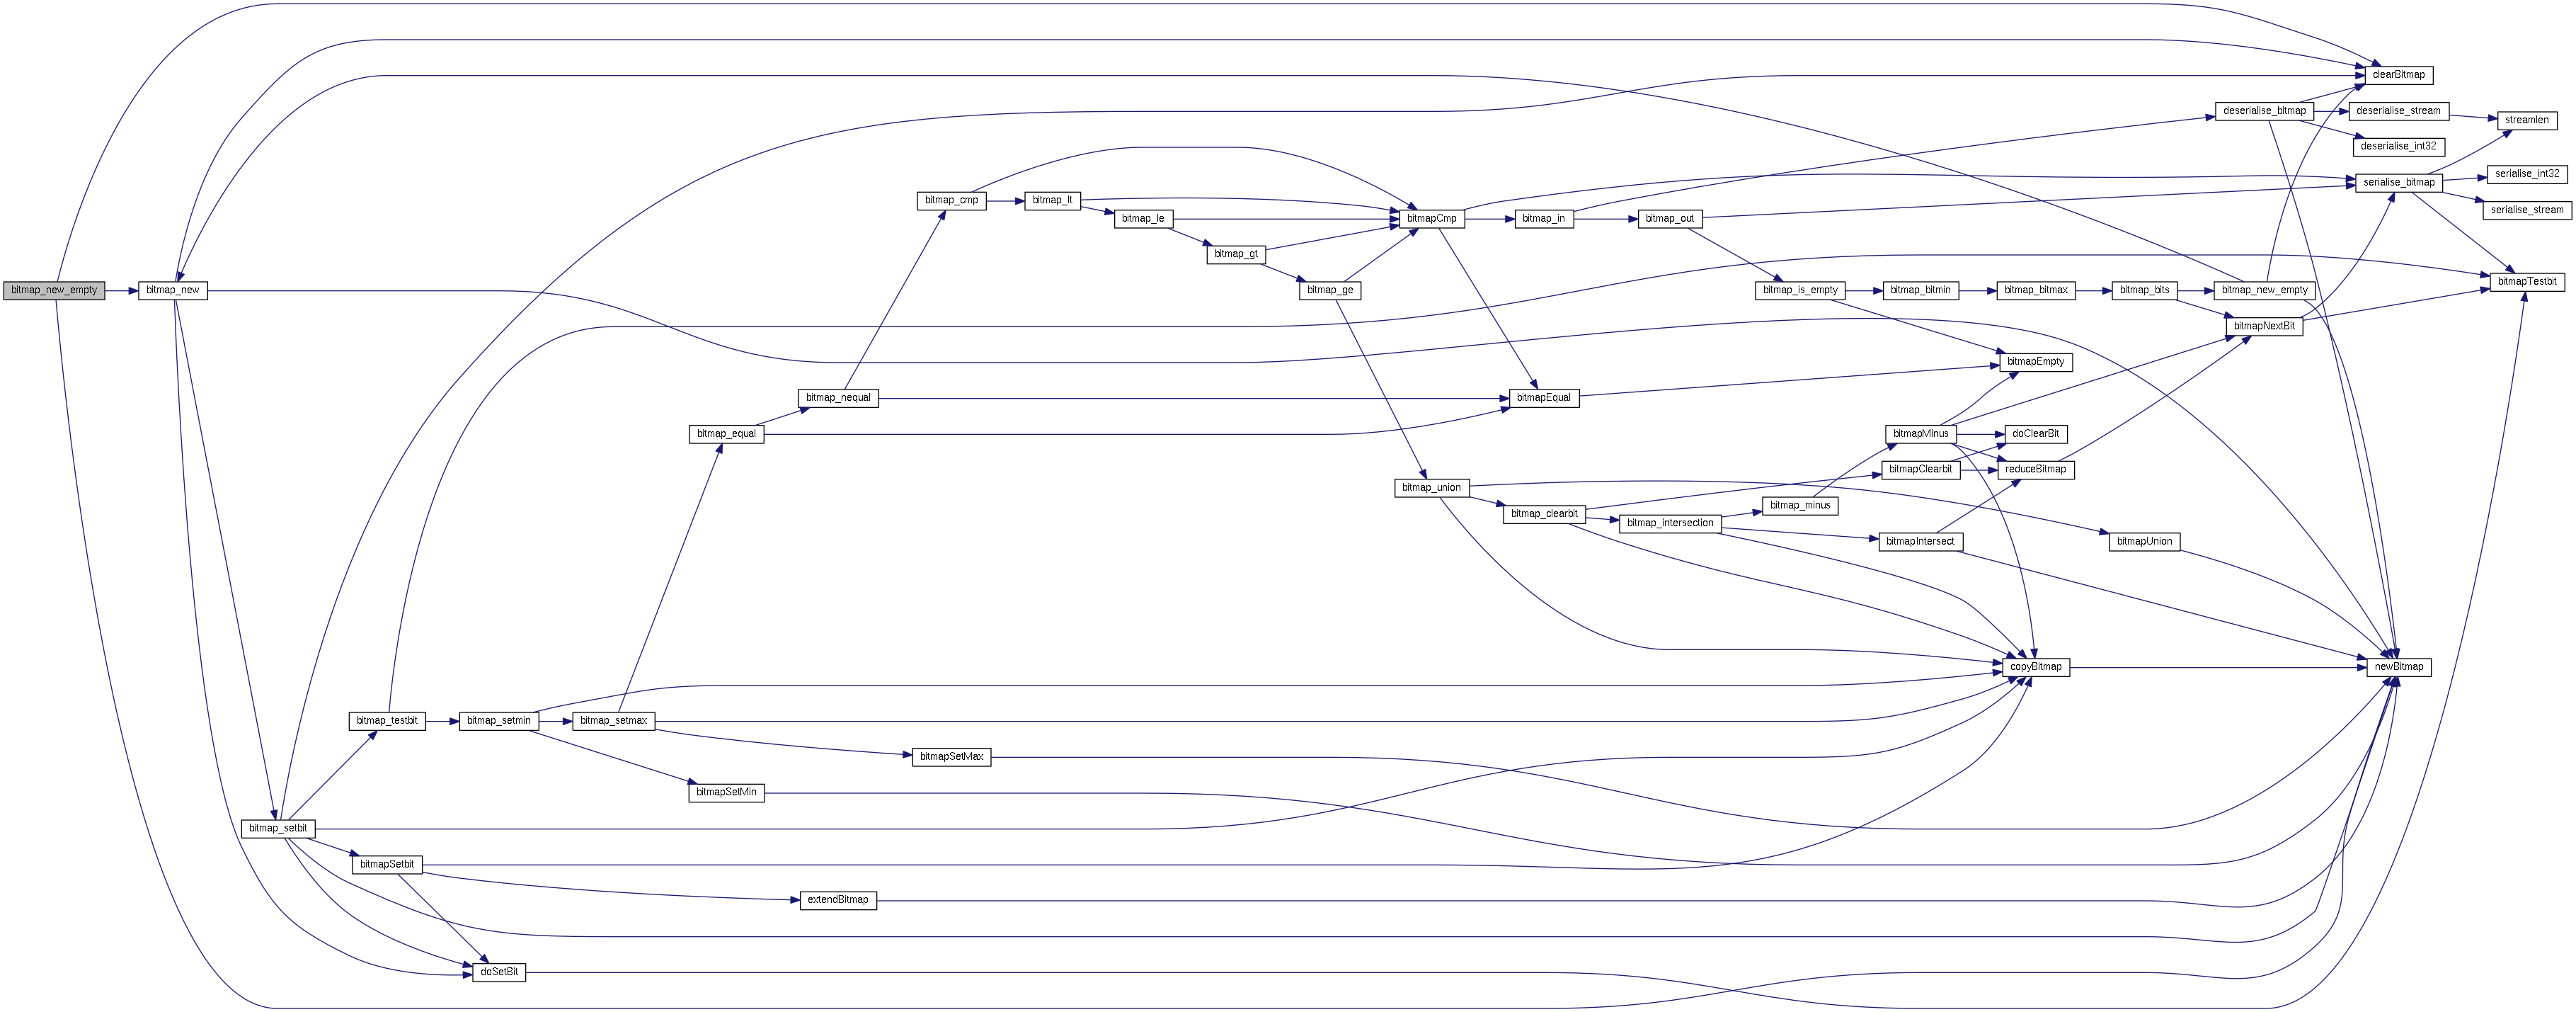 clearBitmap
deserialise_bitmap
deserialise_stream
streamlen
deserialise_int32
serialise_int32
serialise_bitmap
bitmap_cmp
bitmap_lt
serialise_stream
bitmap_le
bitmapCmp
bitmap_in
bitmap_out
bitmap_gt
bitmapTestbit
bitmap_new_empty
bitmap_new
bitmap_ge
bitmap_is_empty
bitmap_bitmin
bitmap_bitmax
bitmap_bits
bitmap_new_empty
bitmapNextBit
bitmapEmpty
bitmap_nequal
bitmapEqual
bitmap_equal
bitmapMinus
doClearBit
bitmapClearbit
reduceBitmap
bitmap_union
bitmap_minus
bitmap_clearbit
bitmap_intersection
bitmapIntersect
bitmapUnion
copyBitmap
newBitmap
bitmap_testbit
bitmap_setmin
bitmap_setmax
bitmapSetMax
bitmapSetMin
bitmap_setbit
bitmapSetbit
extendBitmap
doSetBit